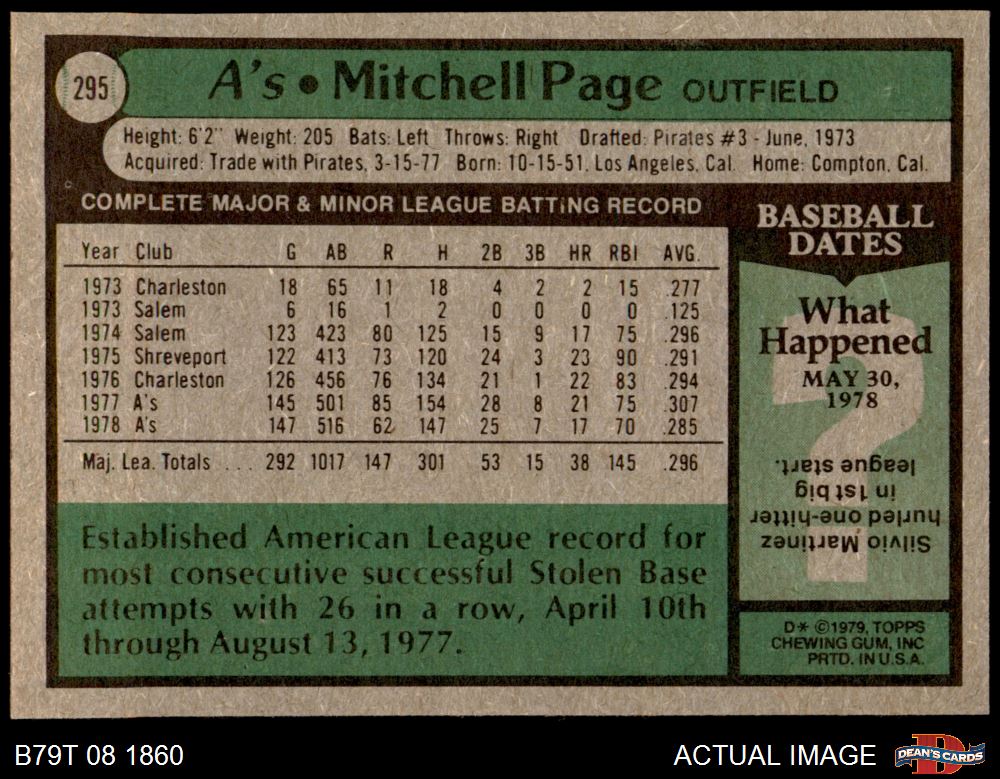 295
A's • Mitchell Page OUTFIELD
Height: 6'2" Weight: 205 Bats: Left Throws: Right Drafted: Pirates #3 - June, 1973
Acquired: Trade with Pirates, 3-15-77 Born: 10-15-51, Los Angeles, Cal. Home: Compton, Cal.
COMPLETE MAJOR & MINOR LEAGUE BATTING RECORD
Year Club G AB R H 2B 3B HR RBI AVG.
1973 Charleston 18 65 11 18 4 2 2 15 .277
1973 Salem 6 16 1 2 0 0 0 0 .125
1974 Salem 123 423 80 125 15 9 17 75 .296
1975 Shreveport 122 413 73 120 24 3 23 90 .291
1976 Charleston 126 456 76 134 21 1 22 83 .294
1977 A's 145 501 85 154 28 8 21 75 .307
1978 A's 147 516 62 147 25 7 17 70 .285
Maj. Lea. Totals . . . 292 1017 147 301 53 15 38 145 .296
Established American League record for
most consecutive successful Stolen Base
attempts with 26 in a row, April 10th
through August 13, 1977.
BASEBALL
DATES
What
Happened
MAY 30,
1978
?
Silvio Martinez
hurled one-hitter
in 1st big
league start.
D* ©1979, TOPPS
CHEWING GUM, INC
PRTD. IN U.S.A.
B79T 08 1860
ACTUAL IMAGE
DEAN'S CARDS